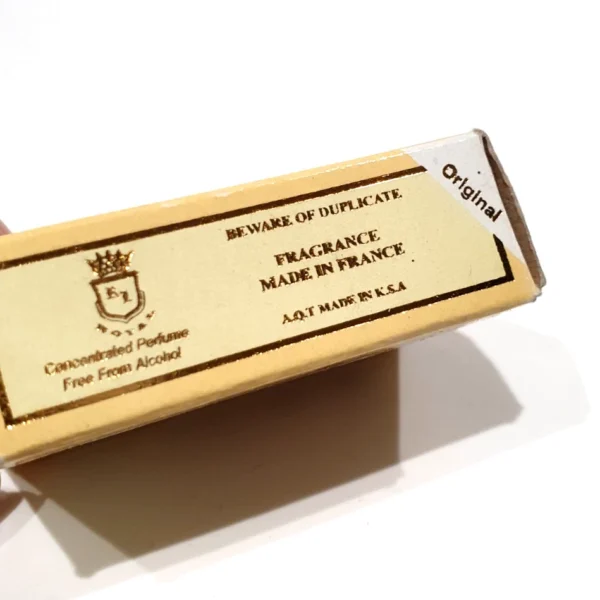 Original
BEWARE OF DUPLICATE
FRAGRANCE
MADE IN FRANCE
A.Q.T MADE IN K.S.A
ROYAL
Concentrated Perfume
Free From Alcohol